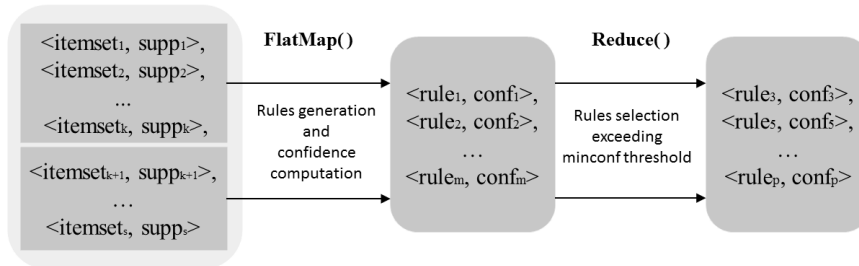 <itemset1, supp1>,
<itemset2, supp2>,
...
<itemsetk, suppk>,
<itemsetk+1, suppk+1>,
...
<itemsets, supps>
FlatMap()
Rules generation
and
confidence
computation
<rule1, conf1>,
<rule2, conf2>,
...
<rulem, confm>
Reduce()
Rules selection
exceeding
minconf threshold
<rule3, conf3>,
<rule5, conf5>,
...
<rulep, confp>